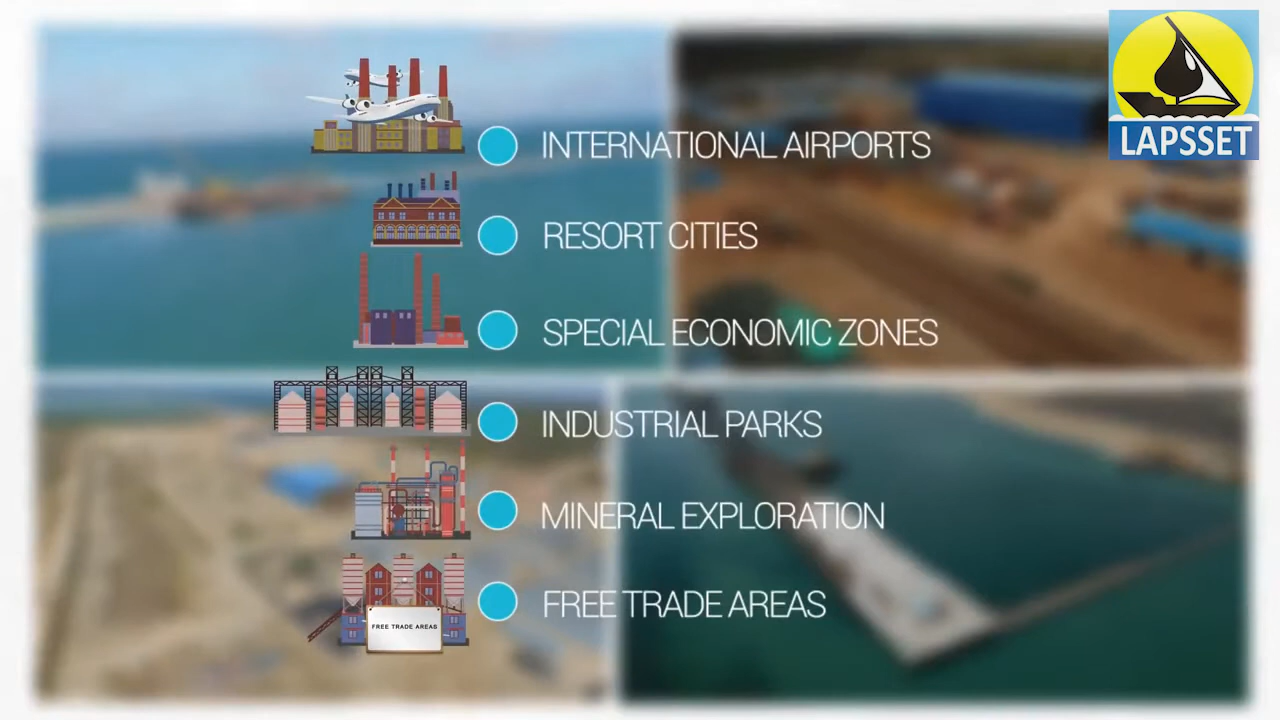 LAPSSET
INTERNATIONAL AIRPORTS
RESORT CITIES
SPECIAL ECONOMIC ZONES
INDUSTRIAL PARKS
MINERAL EXPLORATION
FREE TRADE AREAS
FREE TRADE AREAS